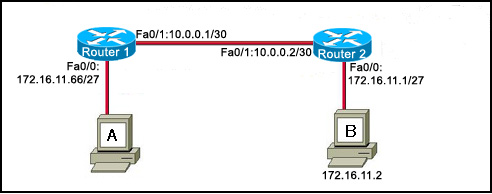 Fa0/1:10.0.0.1/30
Router 1
Fa0/1:10.0.0.2/30
Router 2
Fa0/0:
172.16.11.66/27
Fa0/0:
172.16.11.1/27
A
B
172.16.11.2